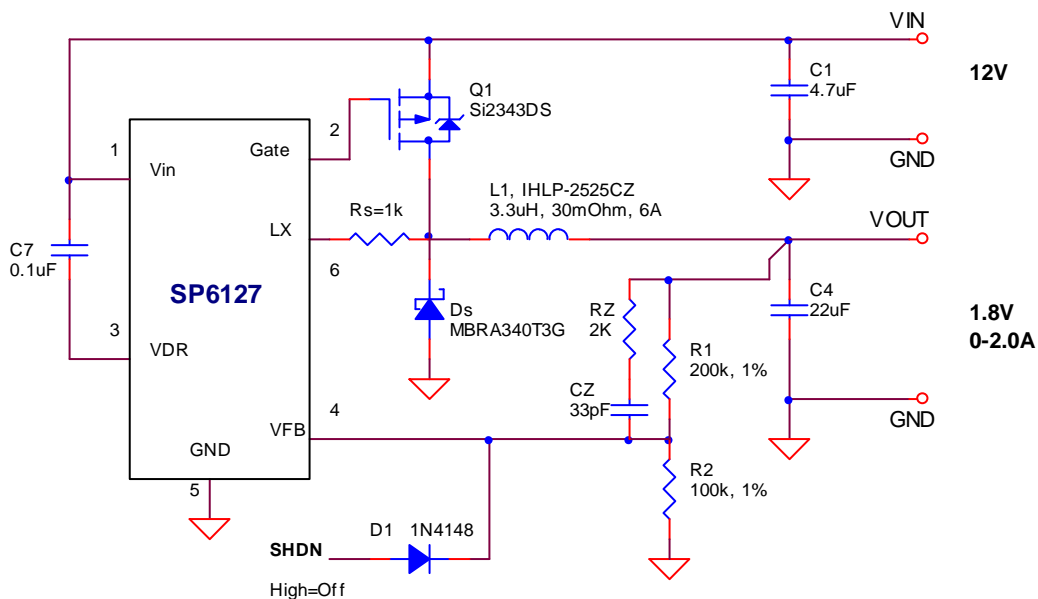 VIN
12V
C1
4.7uF
GND
Q1
Si2343DS
2
Gate
1
Vin
L1, IHLP-2525CZ
3.3uH, 30mOhm, 6A
VOUT
Rs=1k
LX
6
C7
0.1uF
SP6127
Ds
MBRA340T3G
RZ
2K
C4
22uF
1.8V
0-2.0A
3
VDR
R1
200k, 1%
CZ
33pF
4
VFB
GND
GND
5
R2
100k, 1%
D1 1N4148
SHDN
High=Off